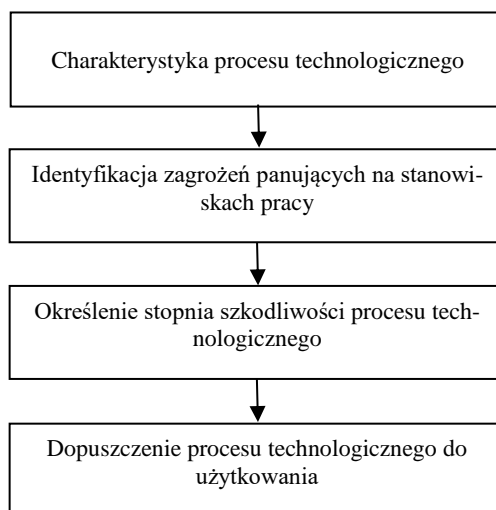 Charakterystyka procesu technologicznego
Identyfikacja zagrożeń panujących na stanowi-
skach pracy
Określenie stopnia szkodliwości procesu tech-
nologicznego
Dopuszczenie procesu technologicznego do
użytkowania